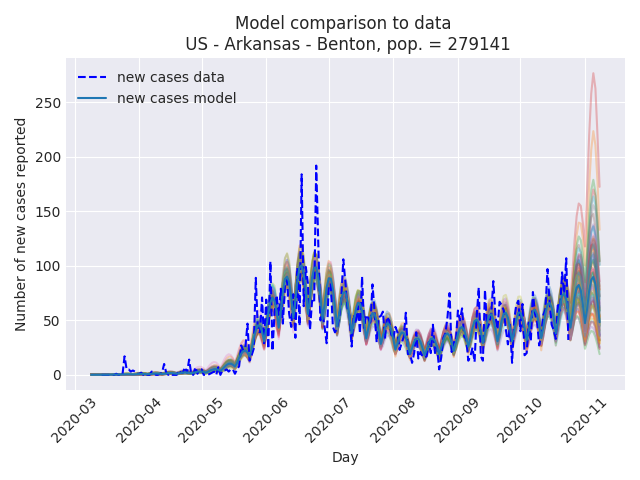 Model comparison to data
US - Arkansas - Benton, pop. = 279141
new cases data
new cases model
Number of new cases reported
250
200
150
100
50
0
2020-03
2020-04
2020-05
2020-06
2020-07
2020-08
2020-09
2020-10
2020-11
Day